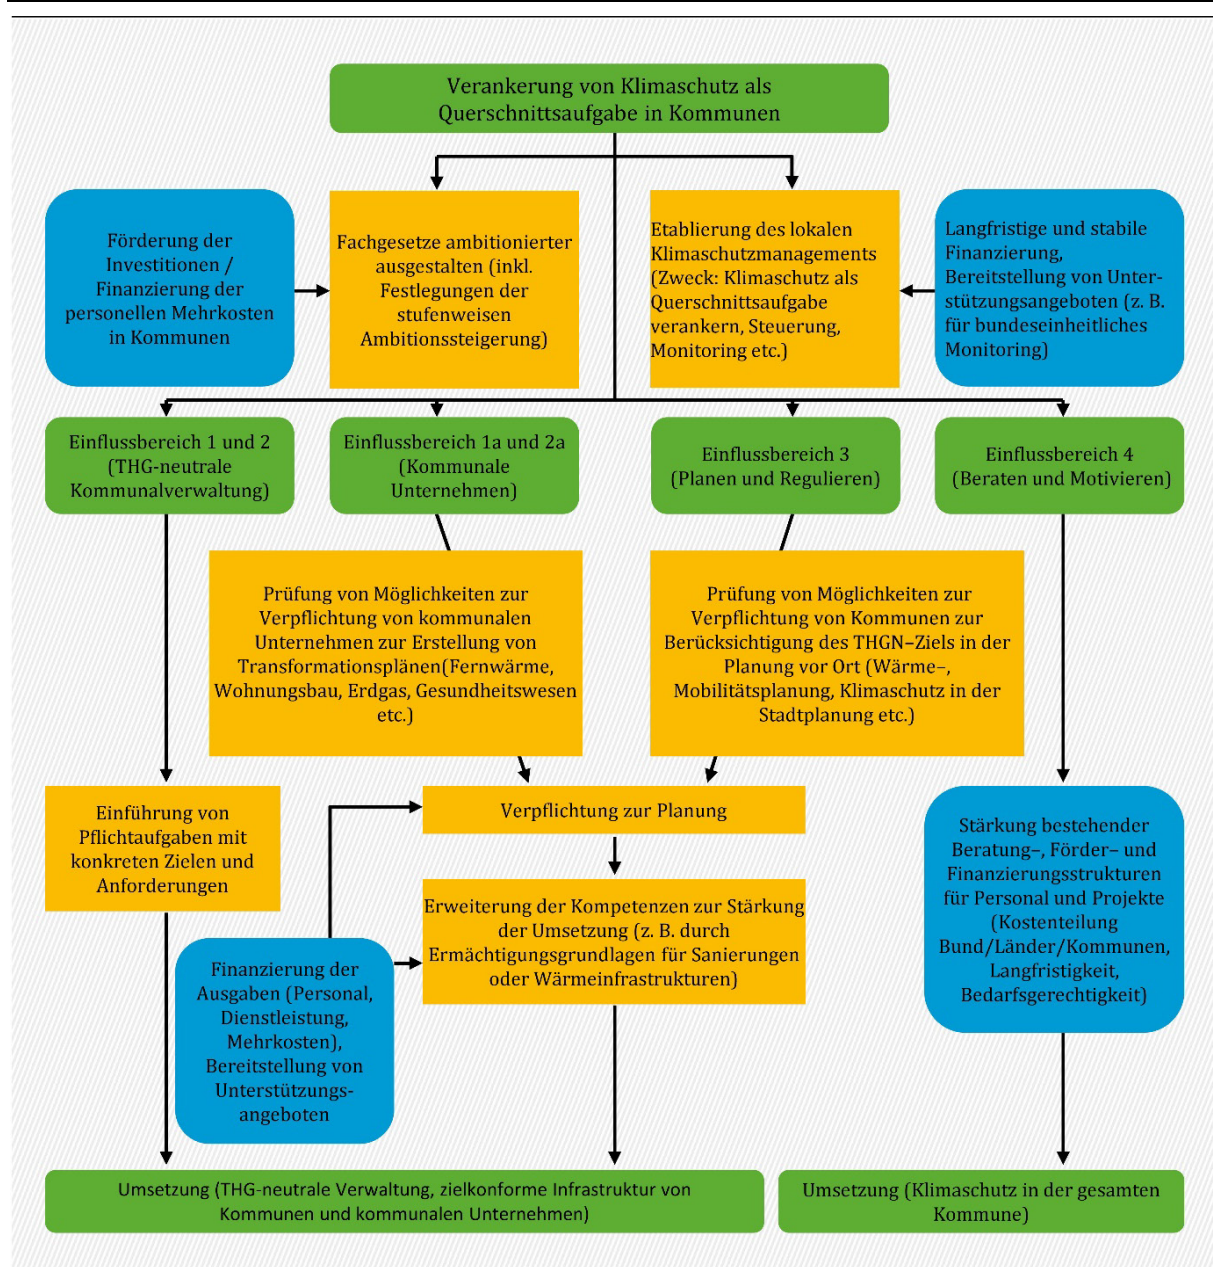 Verankerung von Klimaschutz als
Querschnittsaufgabe in Kommunen
Förderung der
Investitionen /
Finanzierung der
personellen Mehrkosten
in Kommunen
Fachgesetze ambitionierter
ausgestalten (inkl.
Festlegungen der
stufenweisen
Ambitionssteigerung)
Etablierung des lokalen
Klimaschutzmanagements
(Zweck: Klimaschutz als
Querschnittsaufgabe
verankern, Steuerung,
Monitoring etc.)
Langfristige und stabile
Finanzierung,
Bereitstellung von Unter-
stützungsangeboten (z. B.
für bundeseinheitliches
Monitoring)
Einflussbereich 1 und 2
(THG-neutrale
Kommunalverwaltung)
Einflussbereich 1a und 2a
(Kommunale
Unternehmen)
Einflussbereich 3
(Planen und Regulieren)
Einflussbereich 4
(Beraten und Motivieren)
Prüfung von Möglichkeiten zur
Verpflichtung von kommunalen
Unternehmen zur Erstellung von
Transformationsplänen(Fernwärme,
Wohnungsbau, Erdgas, Gesundheitswesen
etc.)
Prüfung von Möglichkeiten zur
Verpflichtung von Kommunen zur
Berücksichtigung des THGN–Ziels in der
Planung vor Ort (Wärme–,
Mobilitätsplanung, Klimaschutz in der
Stadtplanung etc.)
Einführung von
Pflichtaufgaben mit
konkreten Zielen und
Anforderungen
Verpflichtung zur Planung
Erweiterung der Kompetenzen zur Stärkung
der Umsetzung (z. B. durch
Ermächtigungsgrundlagen für Sanierungen
oder Wärmeinfrastrukturen)
Stärkung bestehender
Beratung–, Förder– und
Finanzierungsstrukturen
für Personal und Projekte
(Kostenteilung
Bund/Länder/Kommunen,
Langfristigkeit,
Bedarfsgerechtigkeit)
Finanzierung der
Ausgaben (Personal,
Dienstleistung,
Mehrkosten),
Bereitstellung von
Unterstützungs-
angeboten
Umsetzung (THG-neutrale Verwaltung, zielkonforme Infrastruktur von
Kommunen und kommunalen Unternehmen)
Umsetzung (Klimaschutz in der gesamten
Kommune)